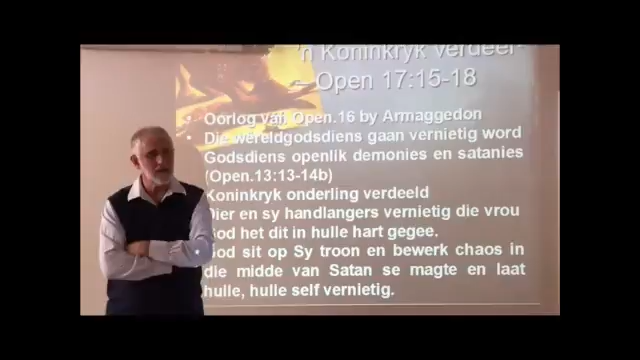 'n Koninkryk verdeel-
– Open 17:15-18
• Oorlog van Open.16 by Armaggedon
• Die wêreldgodsdiens gaan vernietig word
Godsdiens openlik demonies en satanies
(Open.13:13-14b)
Koninkryk onderling verdeeld
Dier en sy handlangers vernietig die vrou
God het dit in hulle hart gegee.
God sit op Sy troon en bewerk chaos in
die midde van Satan se magte en laat
hulle, hulle self vernietig.